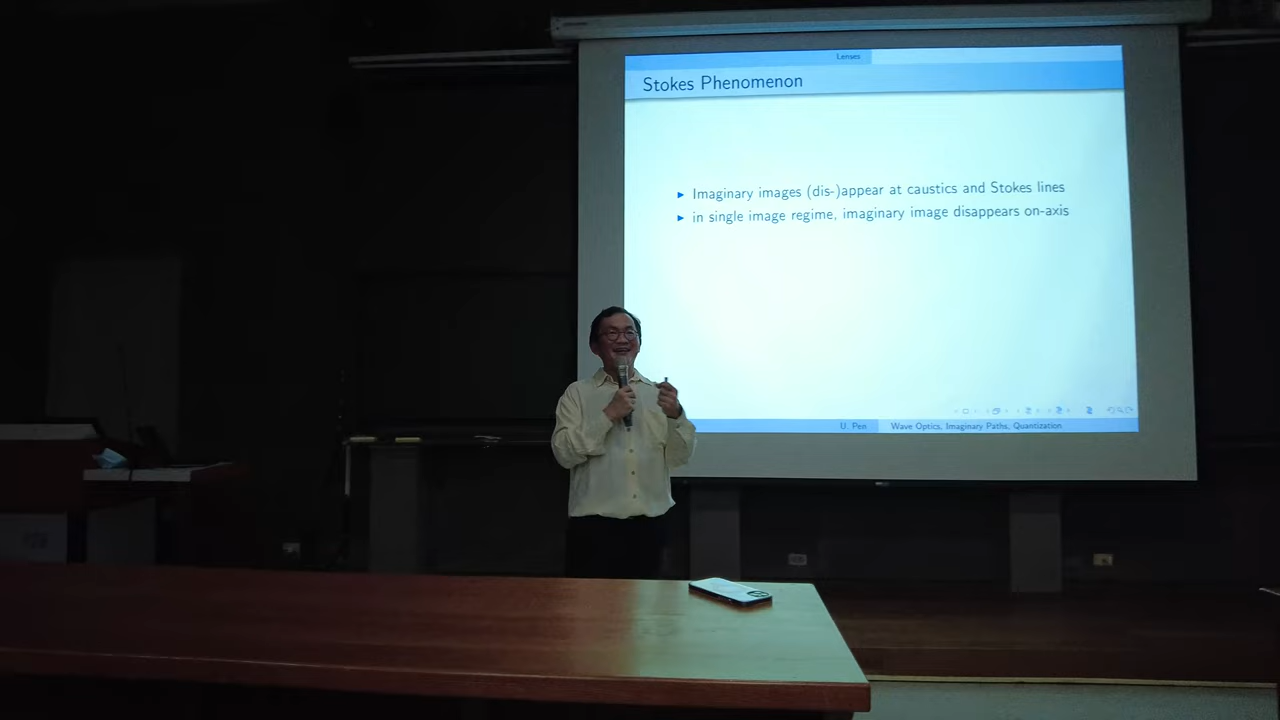 Lenses
Stokes Phenomenon
Imaginary images (dis-)appear at caustics and Stokes lines
in single image regime, imaginary image disappears on-axis
U. Pen
Wave Optics, Imaginary Paths, Quantization